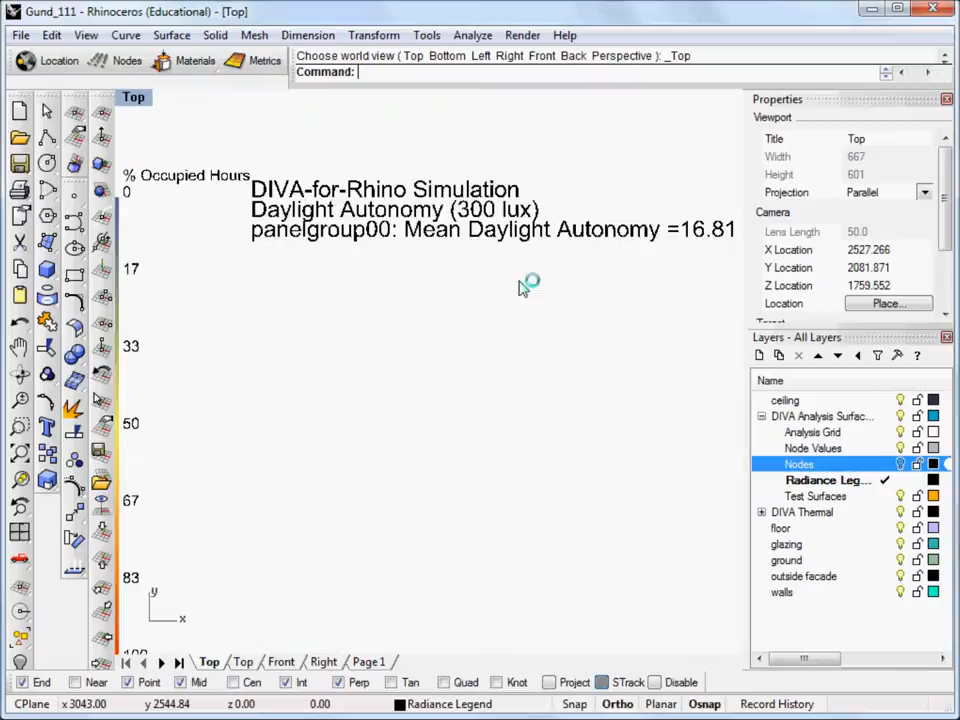 Gund_111 - Rhinoceros (Educational) - [Top]
File Edit View Curve Surface Solid Mesh Dimension Transform Tools Analyze Render Help
Location Nodes Materials Metrics
Choose world view ( Top Bottom Left Right Front Back Perspective ): _Top
Command:
Top
% Occupied Hours
0
17
33
50
67
83
DIVA-for-Rhino Simulation
Daylight Autonomy (300 lux)
panelgroup00: Mean Daylight Autonomy =16.81
Properties
Viewport
Title Top
Width 667
Height 601
Projection Parallel
Camera
Lens Length 50.0
X Location 2527.266
Y Location 2081.871
Z Location 1759.552
Location Place...
Layers - All Layers
Name
ceiling
DIVA Analysis Surfac...
Analysis Grid
Node Values
Nodes
Radiance Leg...
Test Surfaces
DIVA Thermal
floor
glazing
ground
outside facade
walls
y
x
Top Top Front Right Page1
End Near Point Mid Cen Int Perp Tan Quad Knot Project STrack Disable
CPlane x 3043.00 y 2544.84 z 0.00 0.00 Radiance Legend Snap Ortho Planar Osnap Record History